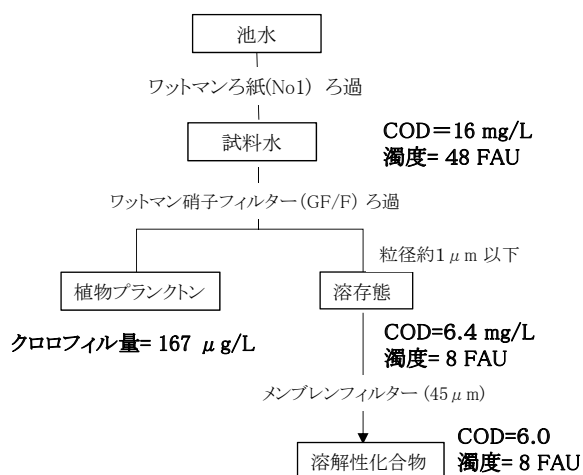 池水
ワットマンろ紙(No1) ろ過
試料水
COD＝16 mg/L
濁度= 48 FAU
ワットマン硝子フィルター(GF/F) ろ過
粒径約1μm 以下
植物プランクトン
溶存態
クロロフィル量= 167 μg/L
COD=6.4 mg/L
濁度= 8 FAU
メンブレンフィルター (45μm)
溶解性化合物
COD=6.0
濁度= 8 FAU